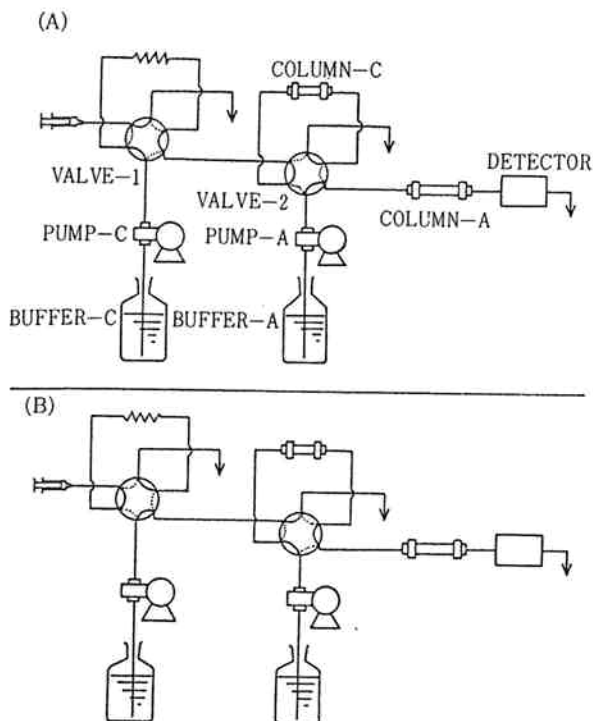 (A)
COLUMN-C
VALVE-1
VALVE-2
DETECTOR
COLUMN-A
PUMP-C
PUMP-A
BUFFER-C
BUFFER-A
(B)